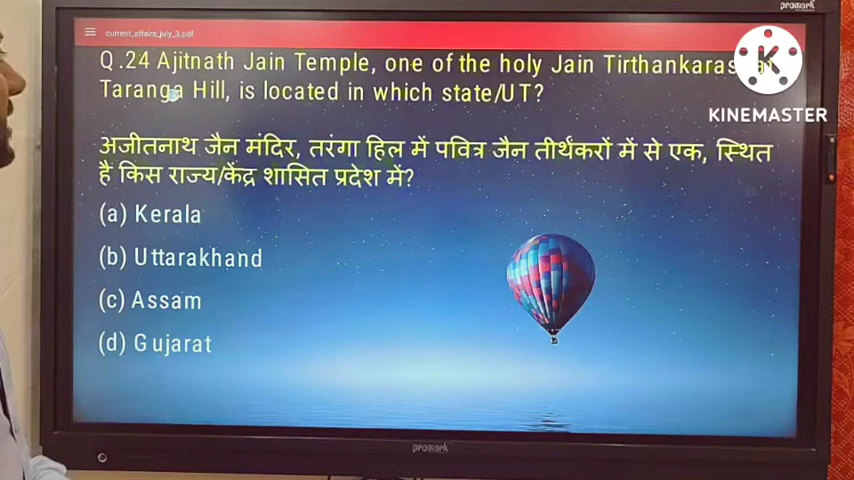 promark
current_affairs_july_3.pdf
Q.24 Ajitnath Jain Temple, one of the holy Jain Tirthankaras at
Taranga Hill, is located in which state/UT?
अजीतनाथ जैन मंदिर, तरंगा हिल में पवित्र जैन तीर्थंकरों में से एक, स्थित
है किस राज्य/केंद्र शासित प्रदेश में?
(a) Kerala
(b) Uttarakhand
(c) Assam
(d) Gujarat
KINEMASTER
promark